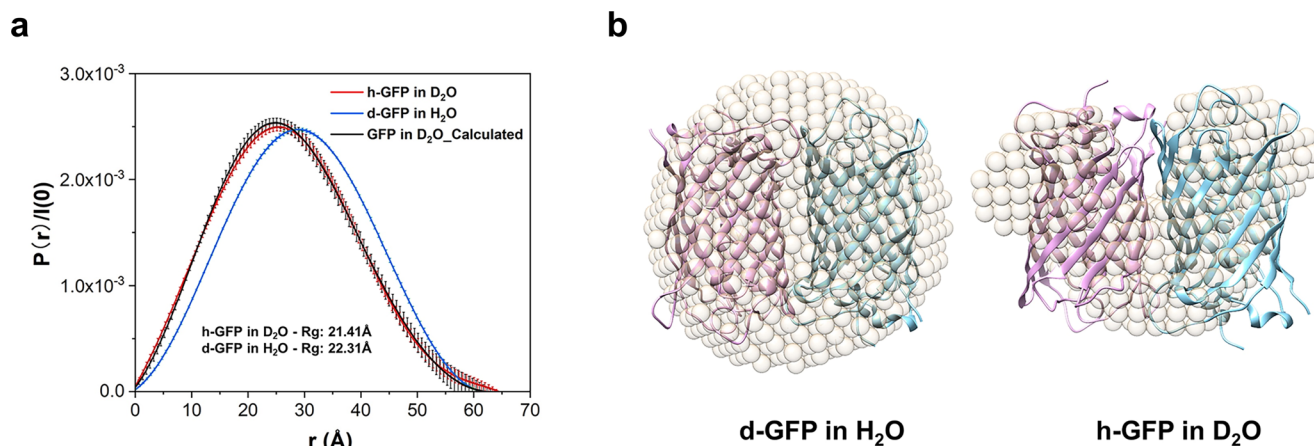 a
b
3.0x10⁻³
2.0x10⁻³
1.0x10⁻³
0.0
P（r）/I(0)
h-GFP in D₂O
d-GFP in H₂O
GFP in D₂O_Calculated
h-GFP in D₂O - Rg: 21.41Å
d-GFP in H₂O - Rg: 22.31Å
0 10 20 30 40 50 60 70
r (Å)
d-GFP in H₂O
h-GFP in D₂O